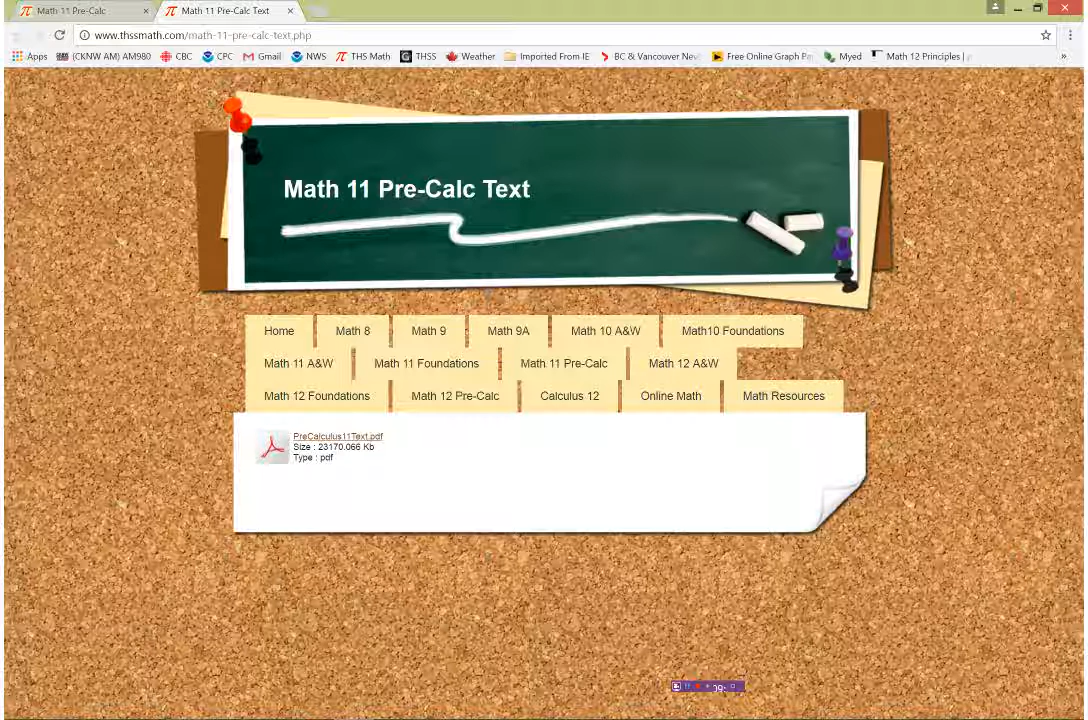 Math 11 Pre-Calc × Math 11 Pre-Calc Text ×
www.thssmath.com/math-11-pre-calc-text.php
Apps (CKNW AM) AM980 CBC CPC Gmail NWS THS Math THSS Weather Imported From IE BC & Vancouver New Free Online Graph Pa Myed Math 12 Principles | p »
Math 11 Pre-Calc Text
Home Math 8 Math 9 Math 9A Math 10 A&W Math10 Foundations
Math 11 A&W Math 11 Foundations Math 11 Pre-Calc Math 12 A&W
Math 12 Foundations Math 12 Pre-Calc Calculus 12 Online Math Math Resources
PreCalculus11Text.pdf
Size : 23170.066 Kb
Type : pdf